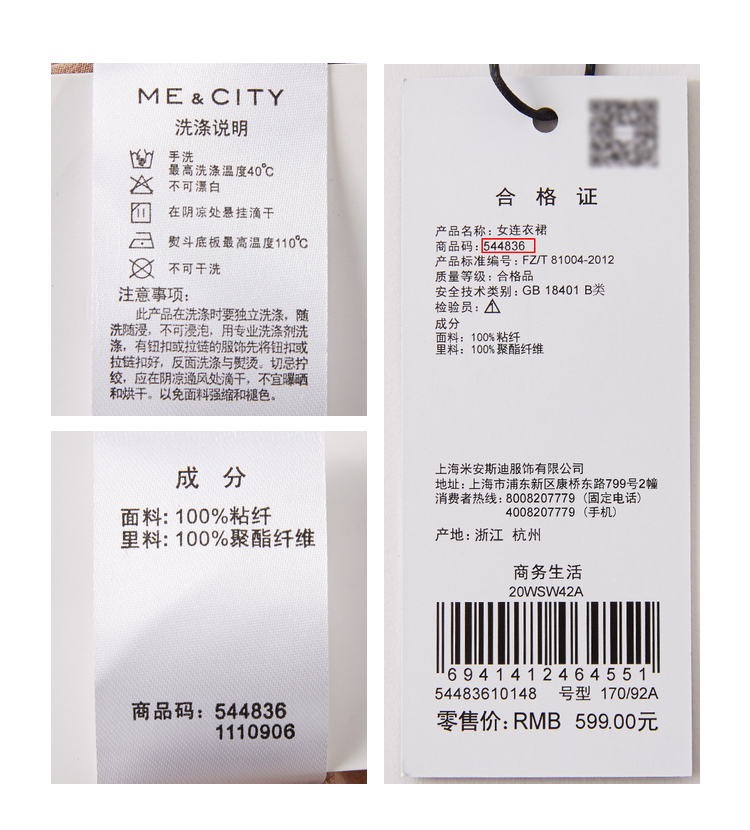 ME & CITY
洗涤说明
手洗
最高洗涤温度40℃
不可漂白
在阴凉处悬挂滴干
熨斗底板最高温度110℃
不可干洗
注意事项:
此产品在洗涤时要独立洗涤，随
洗随浸，不可浸泡，用专业洗涤剂洗
涤，有钮扣或拉链的服饰先将钮扣或
拉链扣好，反面洗涤与熨烫。切忌拧
绞，应在阴凉通风处滴干，不宜曝晒
和烘干。以免面料强缩和褪色。
成 分
面料: 100%粘纤
里料: 100%聚酯纤维
商品码: 544836
1110906
合 格 证
产品名称: 女连衣裙
商品码: 544836
产品标准编号: FZ/T 81004-2012
质量等级: 合格品
安全技术类别: GB 18401 B类
检验员:
成分
面料: 100%粘纤
里料: 100%聚酯纤维
上海米安斯迪服饰有限公司
地址: 上海市浦东新区康桥东路799号2幢
消费者热线: 8008207779 (固定电话)
4008207779 (手机)
产地: 浙江 杭州
商务生活
20WSW42A
6941412464551
54483610148 号型 170/92A
零售价: RMB 599.00元